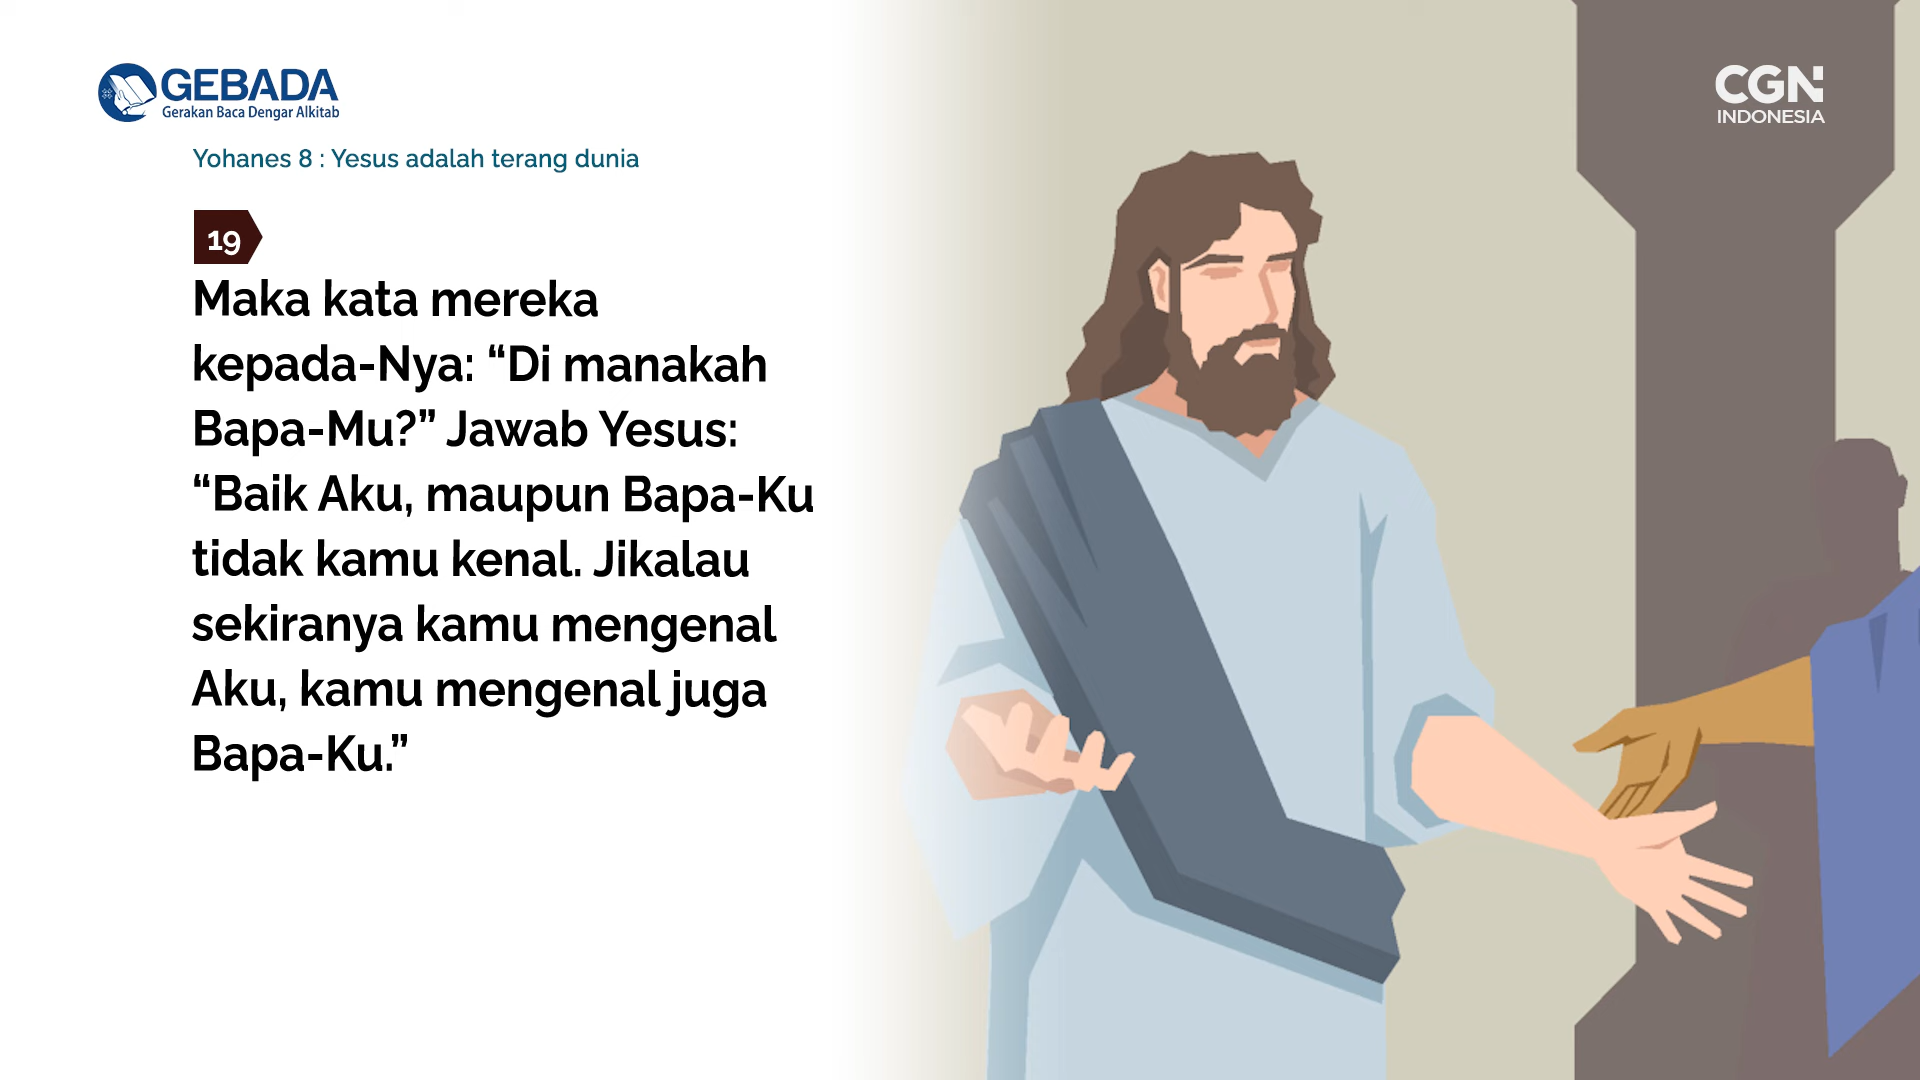 GEBADA
Gerakan Baca Dengar Alkitab
CGN
INDONESIA
Yohanes 8 : Yesus adalah terang dunia
19
Maka kata mereka
kepada-Nya: “Di manakah
Bapa-Mu?” Jawab Yesus:
“Baik Aku, maupun Bapa-Ku
tidak kamu kenal. Jikalau
sekiranya kamu mengenal
Aku, kamu mengenal juga
Bapa-Ku.”